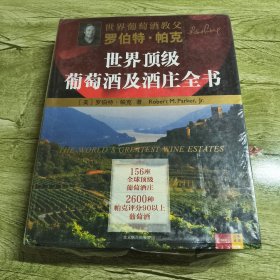 世界葡萄酒教父
罗伯特·帕克
世界顶级
葡萄酒及酒庄全书
[美]罗伯特·帕克 著 Robert M.Parker, Jr.
THE WORLD'S GREATEST WINE ESTATES
156座
全球顶级
葡萄酒庄
2600种
帕克评分90以上
葡萄酒